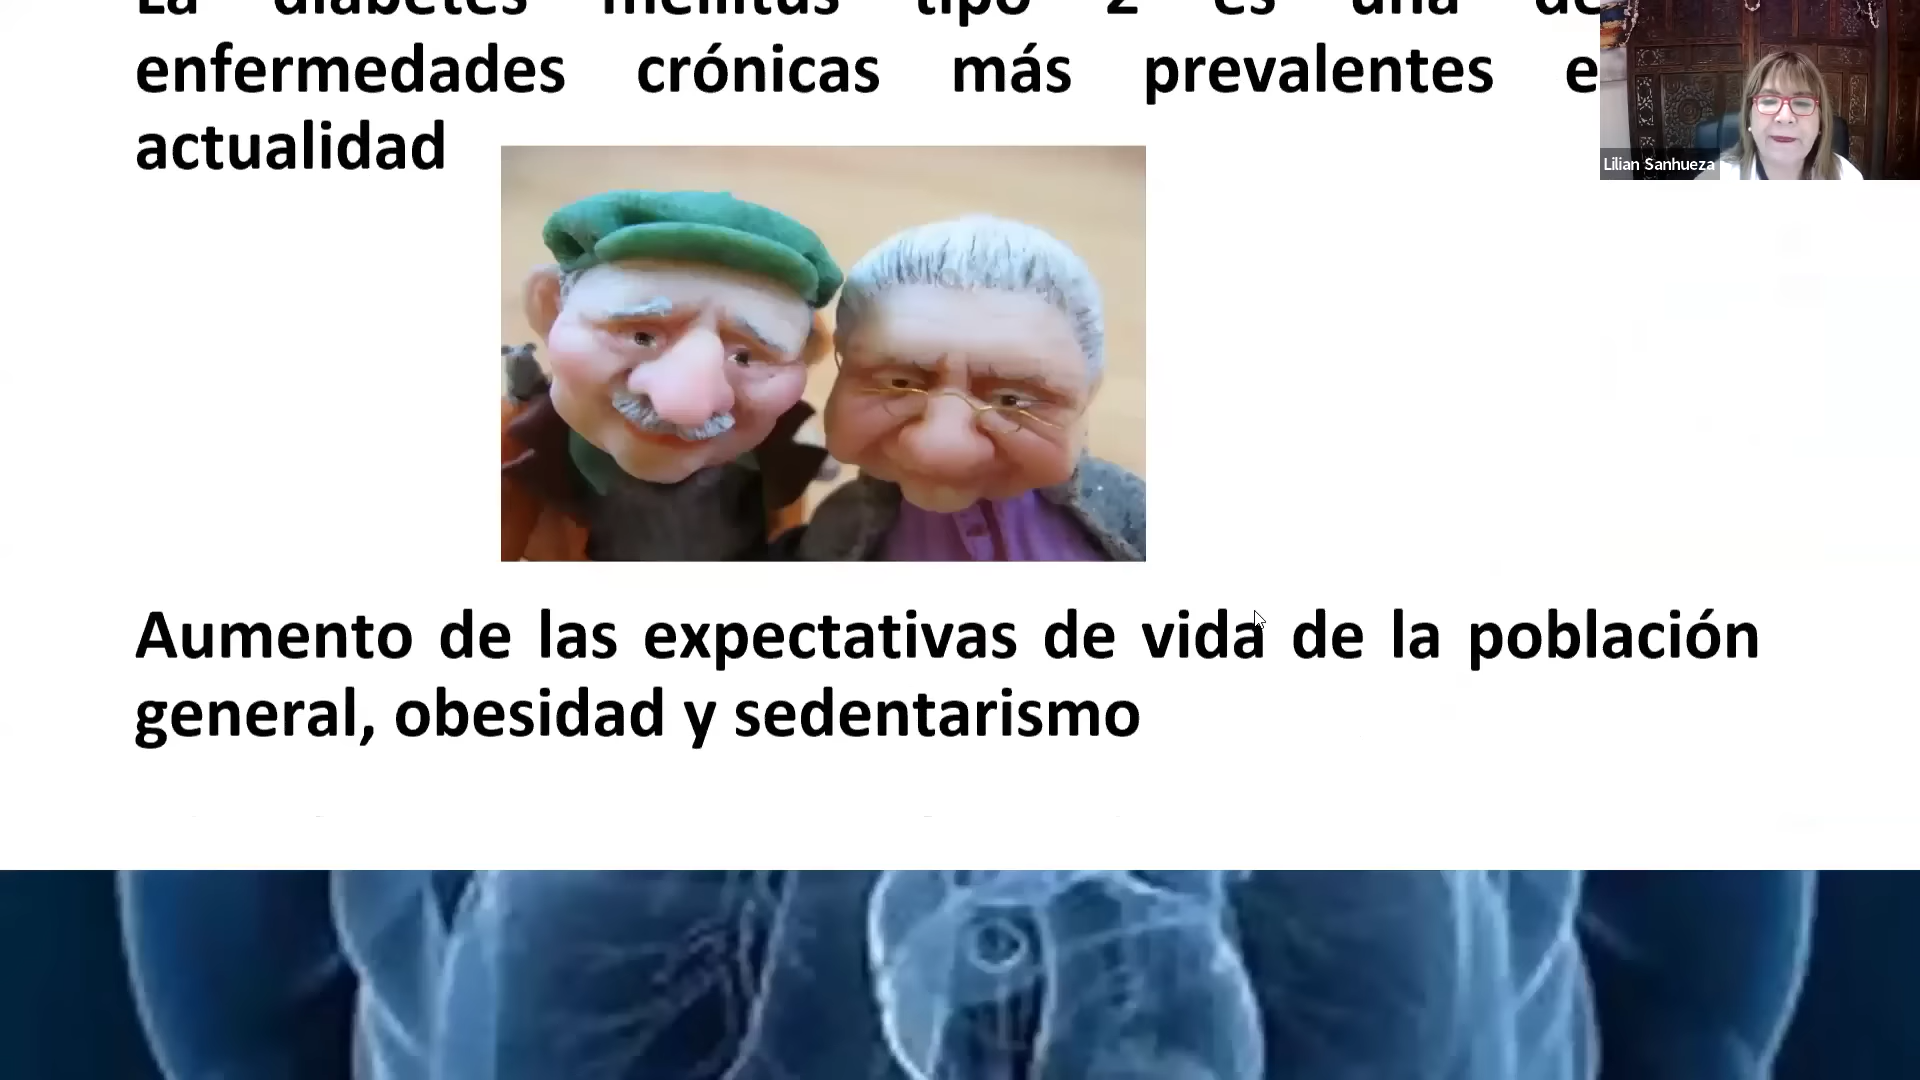 La diabetes mellitus tipo 2 es una de
enfermedades crónicas más prevalentes e
actualidad
Lilian Sanhueza
Aumento de las expectativas de vida de la población
general, obesidad y sedentarismo